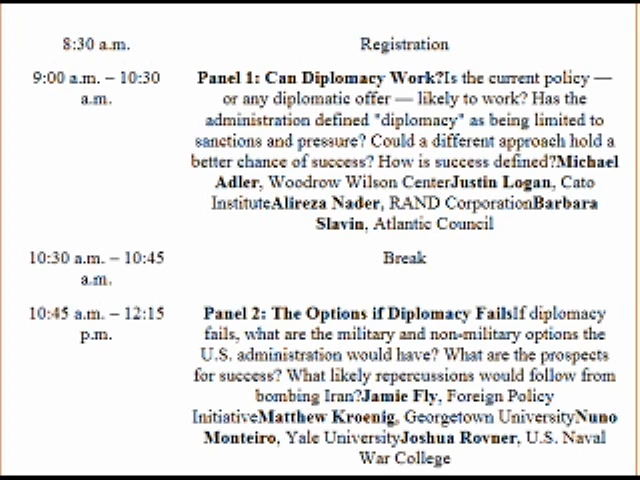 8:30 a.m.
Registration
9:00 a.m. – 10:30
a.m.
Panel 1: Can Diplomacy Work?Is the current policy —
or any diplomatic offer — likely to work? Has the
administration defined "diplomacy" as being limited to
sanctions and pressure? Could a different approach hold a
better chance of success? How is success defined?Michael
Adler, Woodrow Wilson CenterJustin Logan, Cato
InstituteAlireza Nader, RAND CorporationBarbara
Slavin, Atlantic Council
10:30 a.m. – 10:45
a.m.
Break
10:45 a.m. – 12:15
p.m.
Panel 2: The Options if Diplomacy FailsIf diplomacy
fails, what are the military and non-military options the
U.S. administration would have? What are the prospects
for success? What likely repercussions would follow from
bombing Iran?Jamie Fly, Foreign Policy
InitiativeMatthew Kroenig, Georgetown UniversityNuno
Monteiro, Yale UniversityJoshua Rovner, U.S. Naval
War College